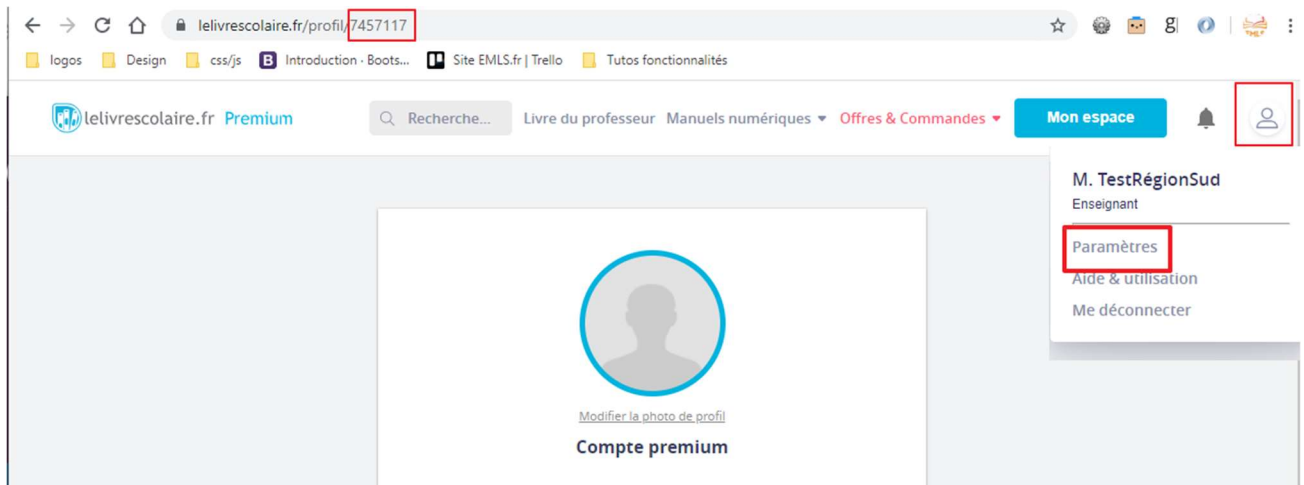 lelivrescolaire.fr/profil/7457117
g|
logos Design css/js B Introduction · Boots... Site EMLS.fr | Trello Tutos fonctionnalités
lelivrescolaire.fr Premium Recherche... Livre du professeur Manuels numériques Offres & Commandes Mon espace
M. TestRégionSud
Enseignant
Paramètres
Aide & utilisation
Me déconnecter
Modifier la photo de profil
Compte premium